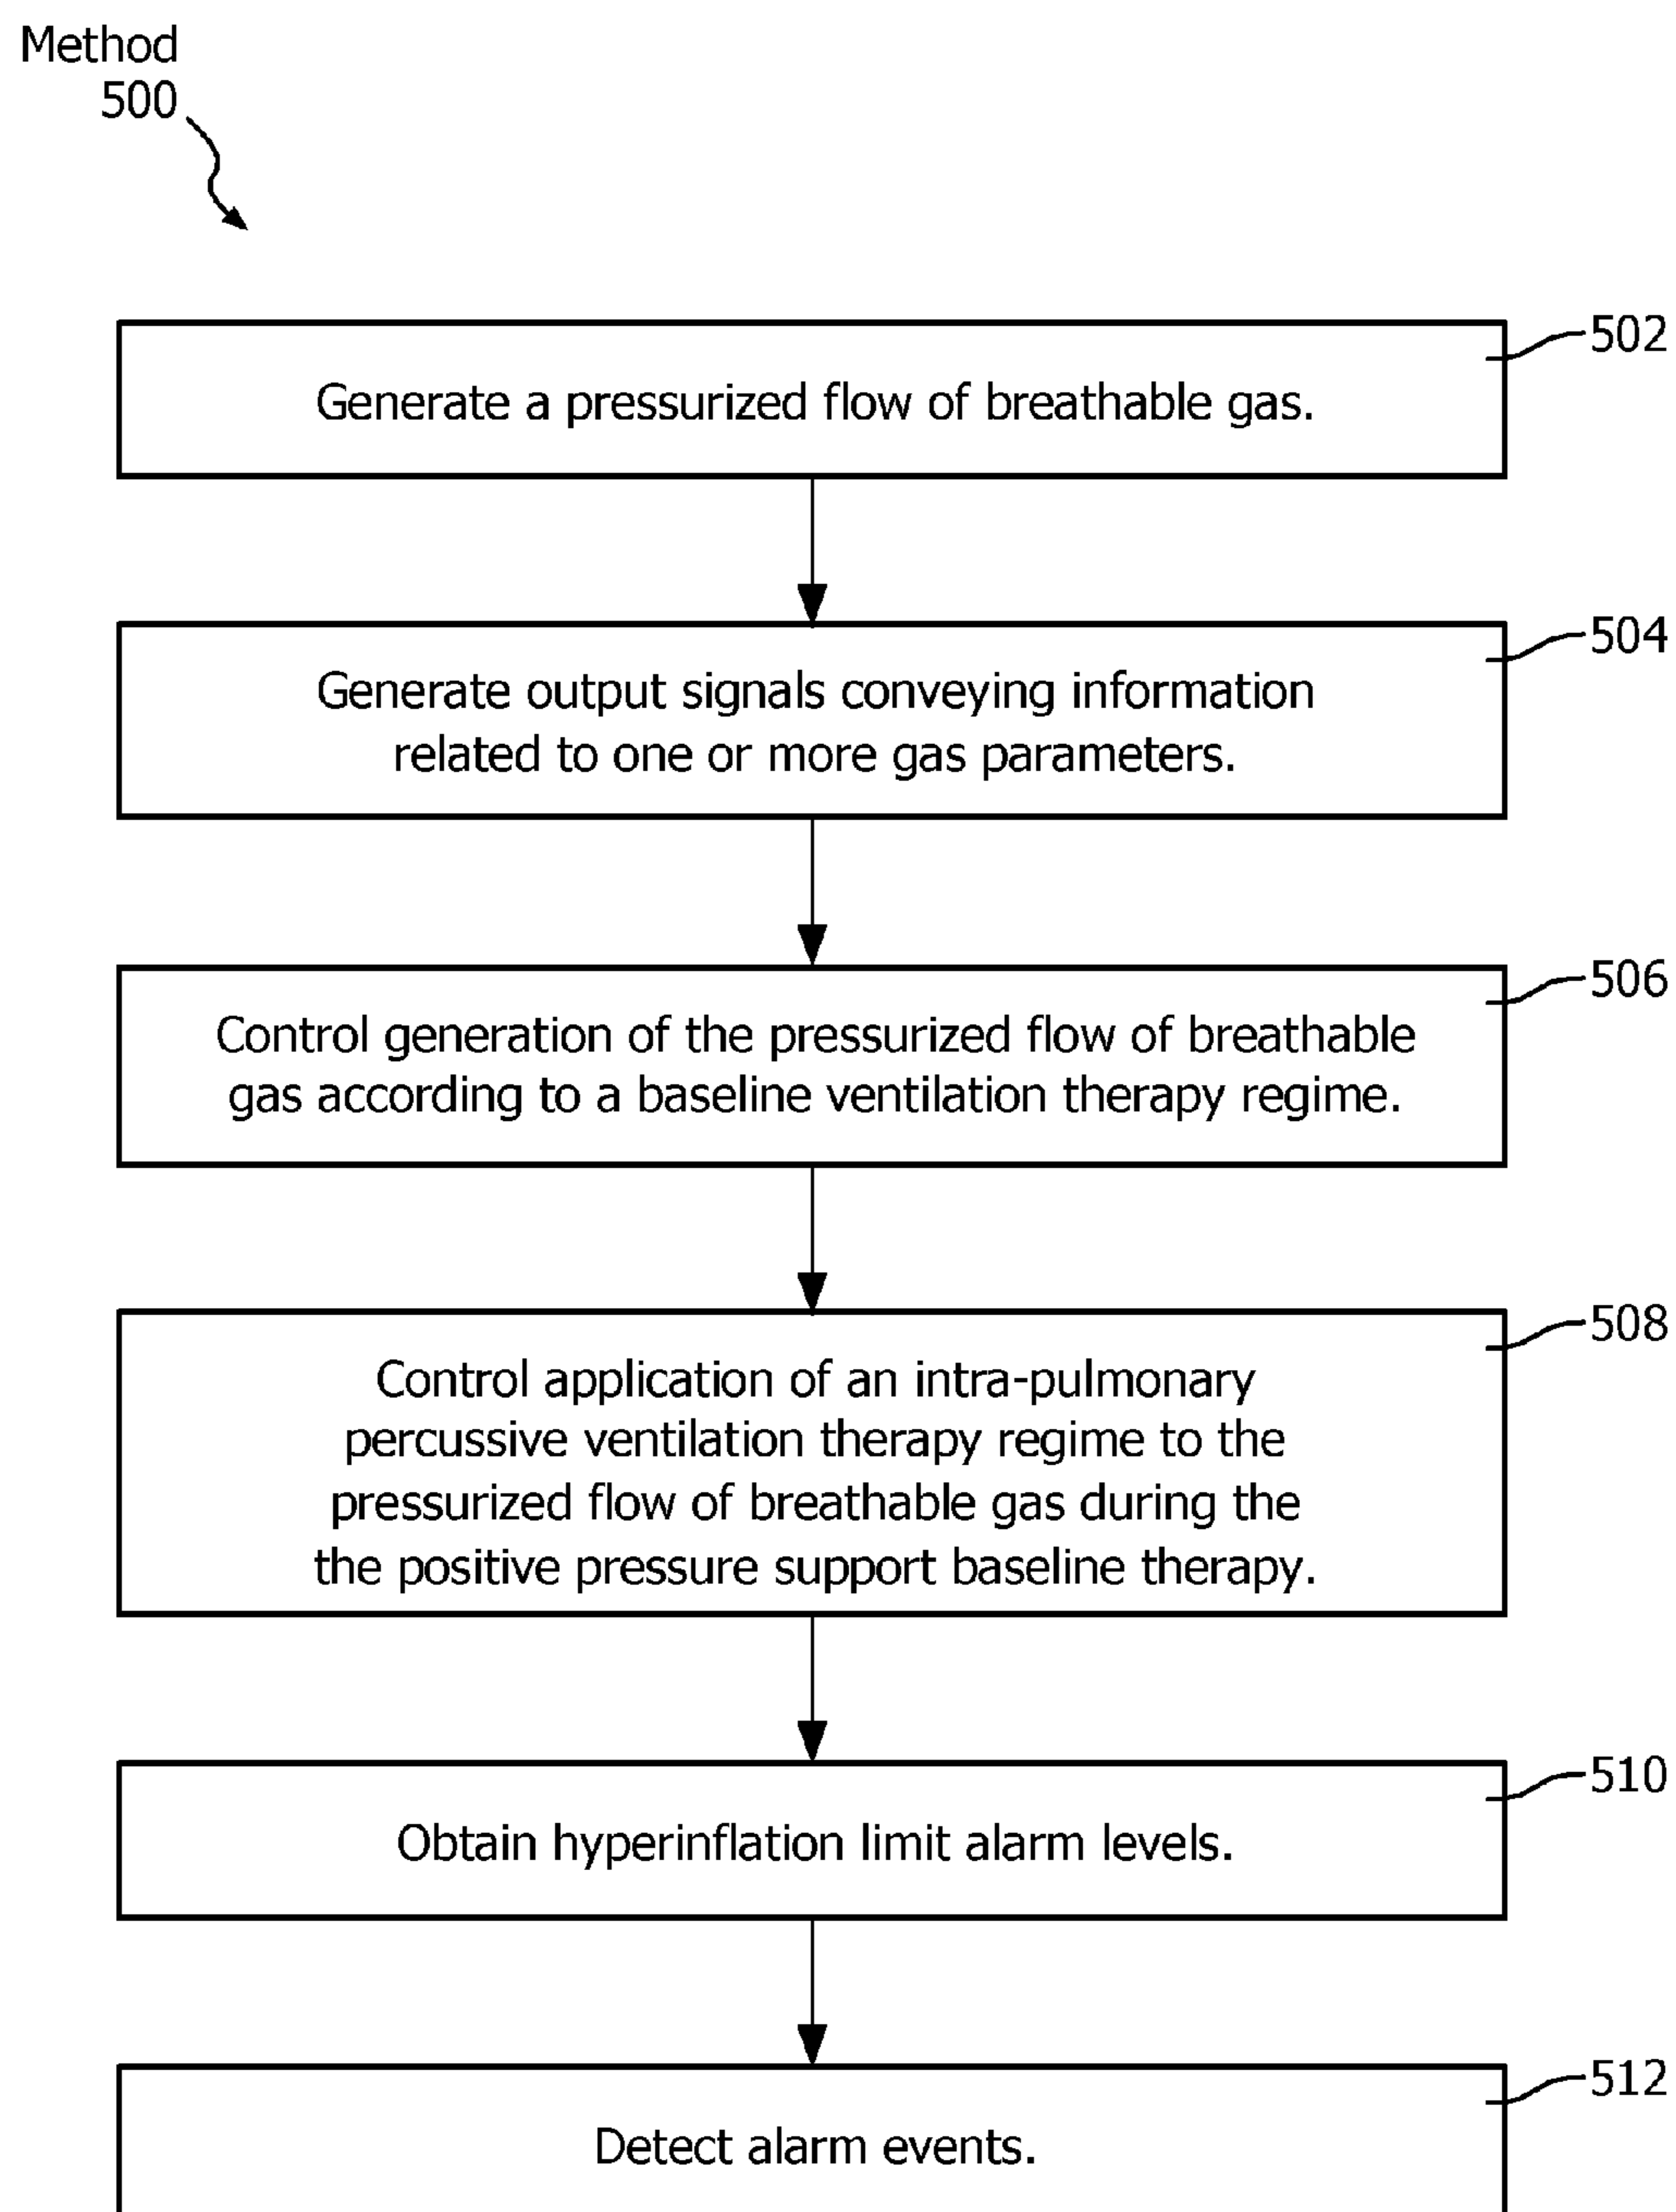 Method
500
502
Generate a pressurized flow of breathable gas.
504
Generate output signals conveying information
related to one or more gas parameters.
506
Control generation of the pressurized flow of breathable
gas according to a baseline ventilation therapy regime.
508
Control application of an intra-pulmonary
percussive ventilation therapy regime to the
pressurized flow of breathable gas during the
the positive pressure support baseline therapy.
510
Obtain hyperinflation limit alarm levels.
512
Detect alarm events.